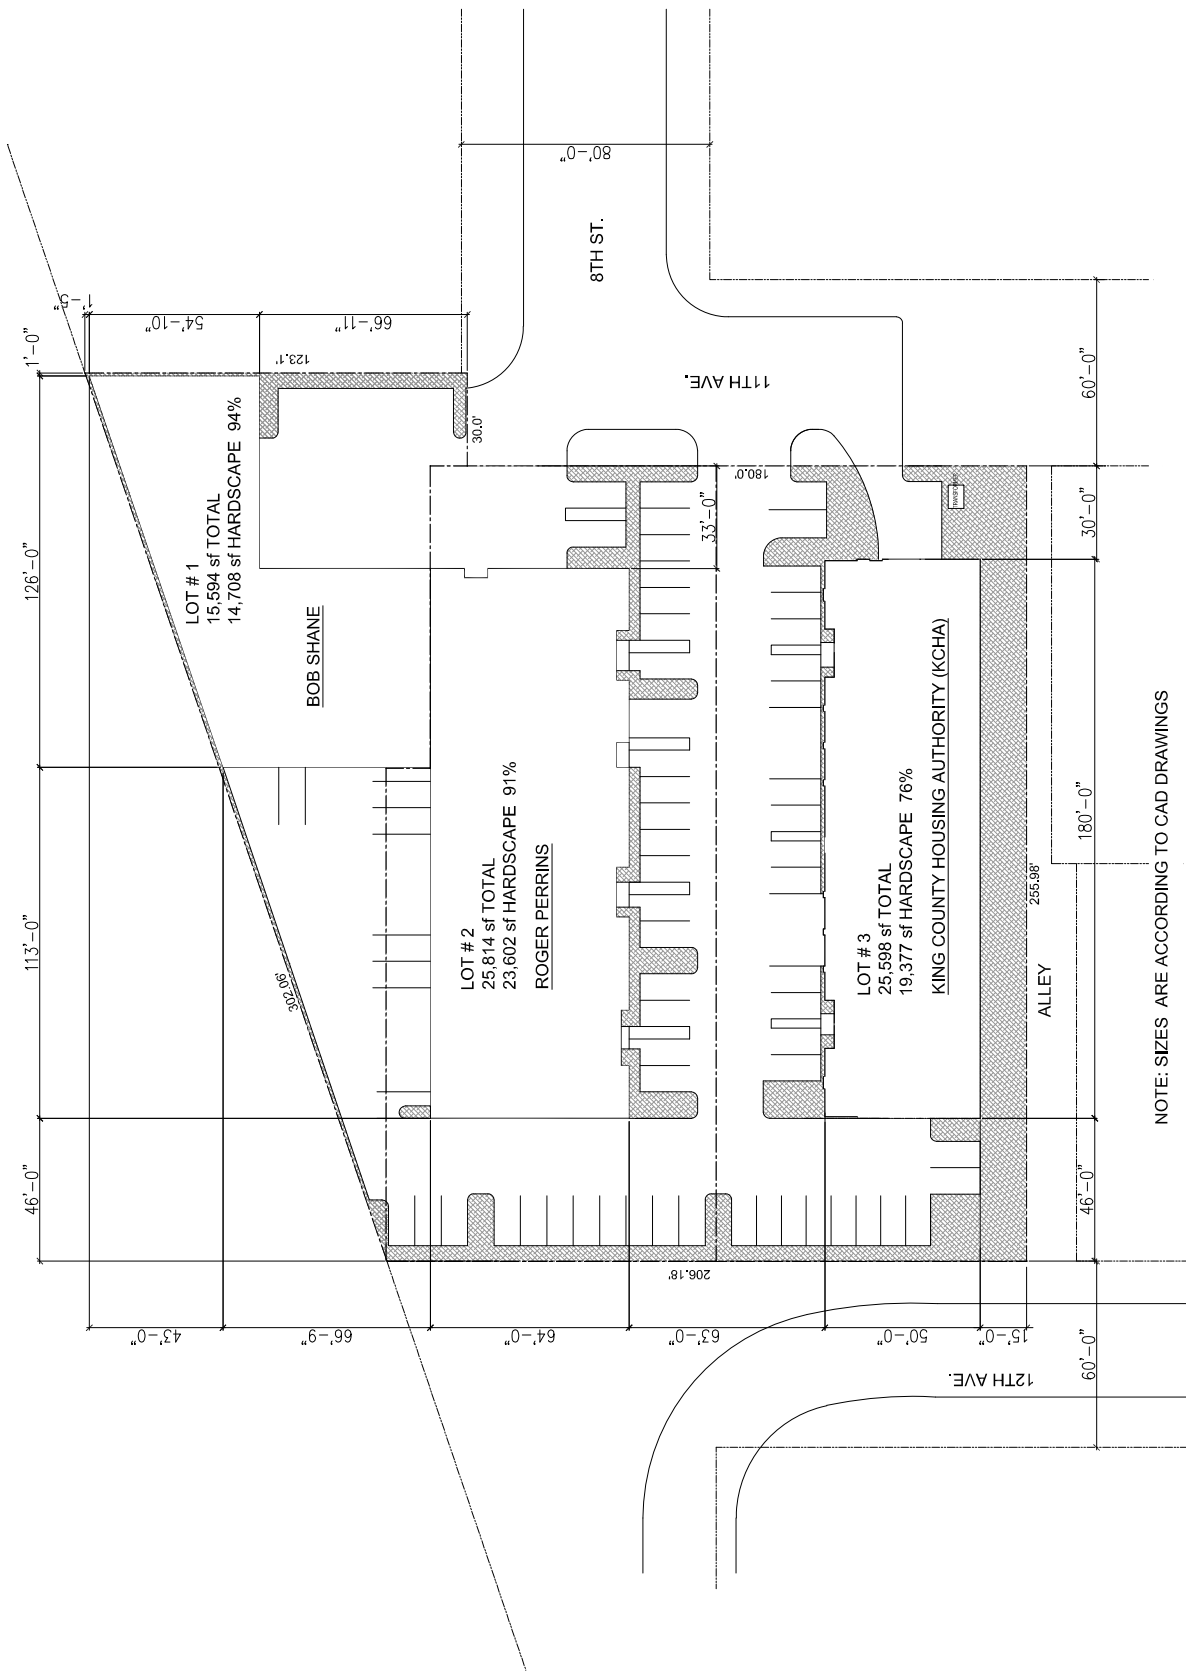 1'-0"
126'-0"
113'-0"
46'-0"
1'-5"
54'-10"
66'-11"
123.1'
80'-0"
8TH ST.
11TH AVE.
60'-0"
30.0'
180.0'
33'-0"
30'-0"
LOT # 1
15,594 sf TOTAL
14,708 sf HARDSCAPE 94%
BOB SHANE
302.06'
LOT # 2
25,814 sf TOTAL
23,602 sf HARDSCAPE 91%
ROGER PERRINS
LOT # 3
25,598 sf TOTAL
19,377 sf HARDSCAPE 76%
KING COUNTY HOUSING AUTHORITY (KCHA)
TRANSFORMER
180'-0"
255.98'
ALLEY
46'-0"
206.18'
43'-0"
66'-9"
64'-0"
63'-0"
50'-0"
15'-0"
60'-0"
12TH AVE.
NOTE: SIZES ARE ACCORDING TO CAD DRAWINGS